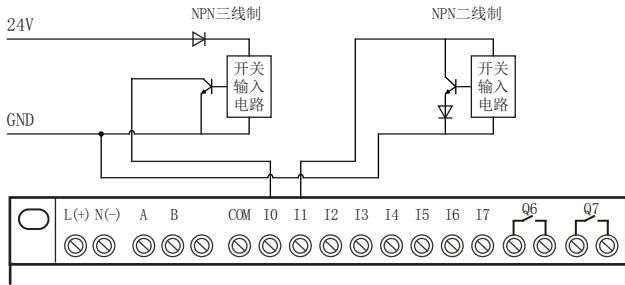 NPN三线制
NPN二线制
24V
开关
输入
电路
开关
输入
电路
GND
L(+) N(-) A B COM I0 I1 I2 I3 I4 I5 I6 I7 Q6 Q7